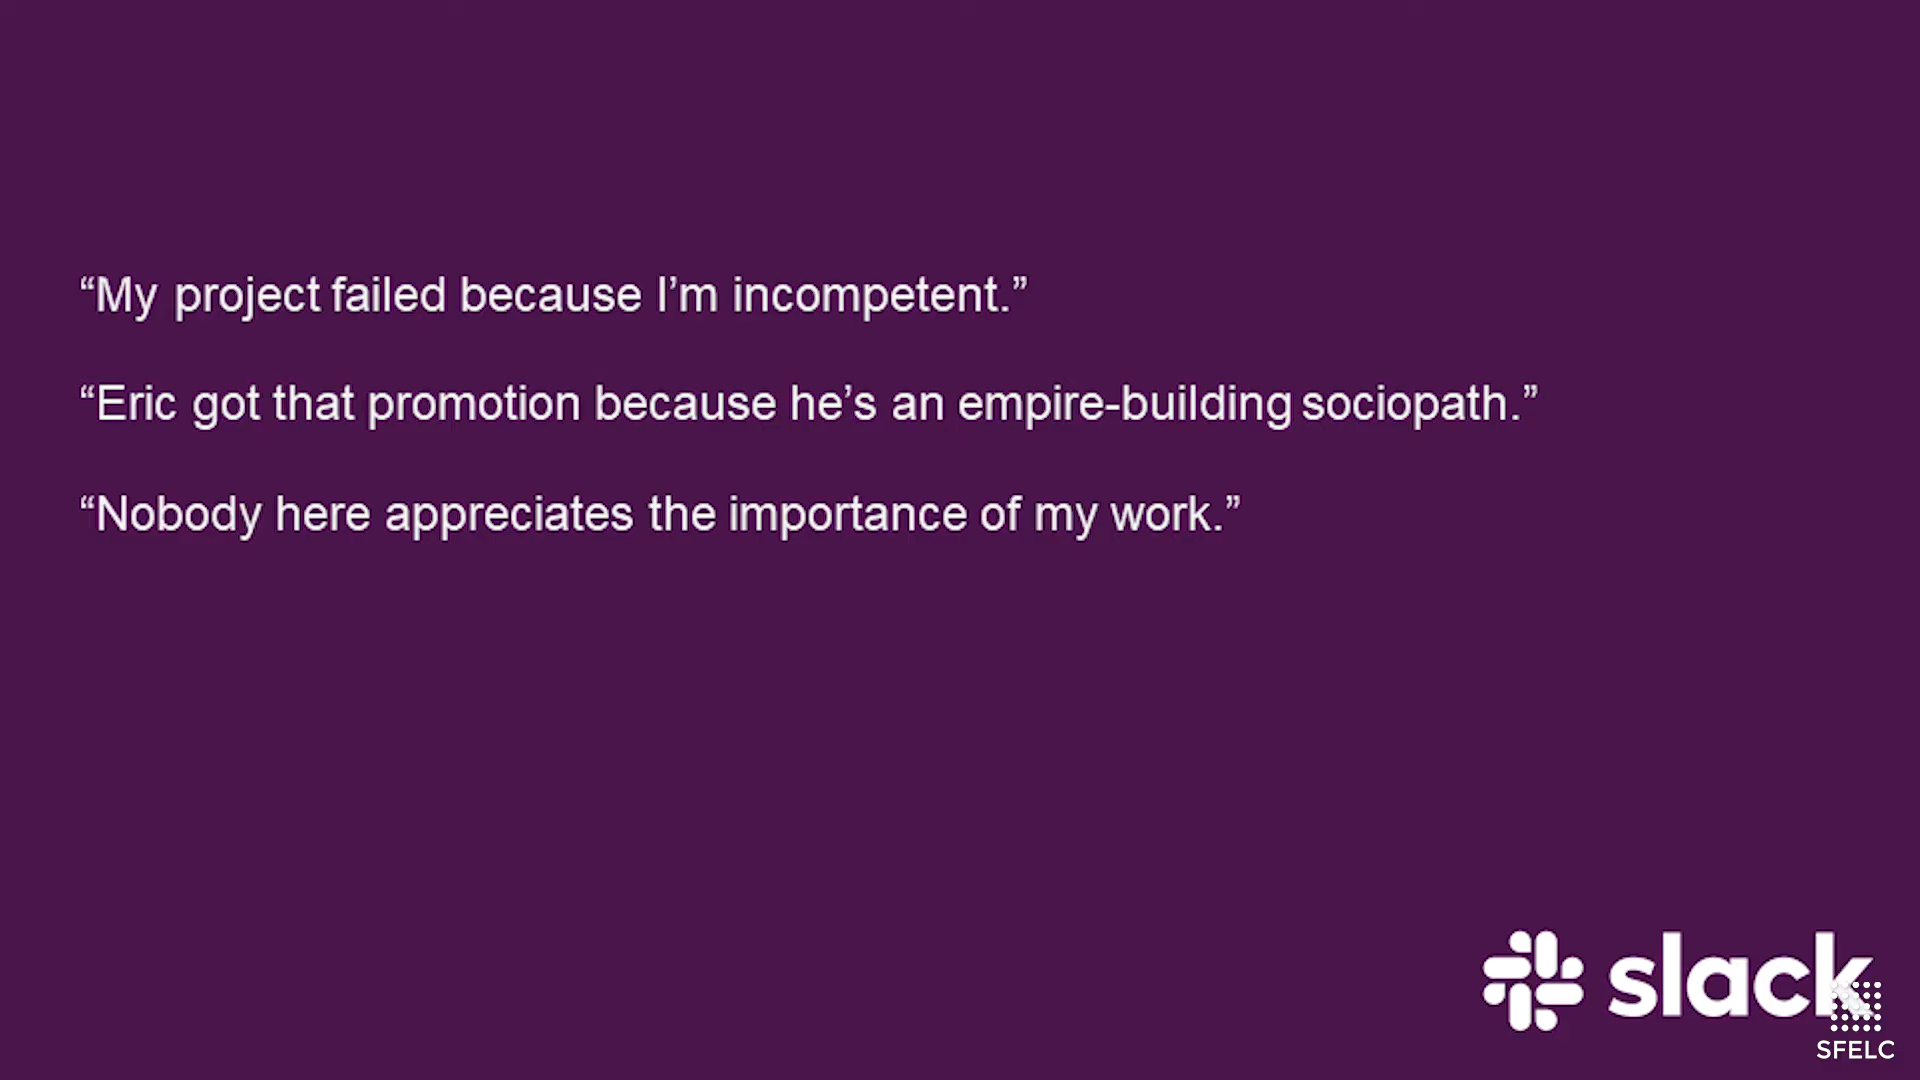 “My project failed because I’m incompetent.”
“Eric got that promotion because he’s an empire-building sociopath.”
“Nobody here appreciates the importance of my work.”
slack
SFELC